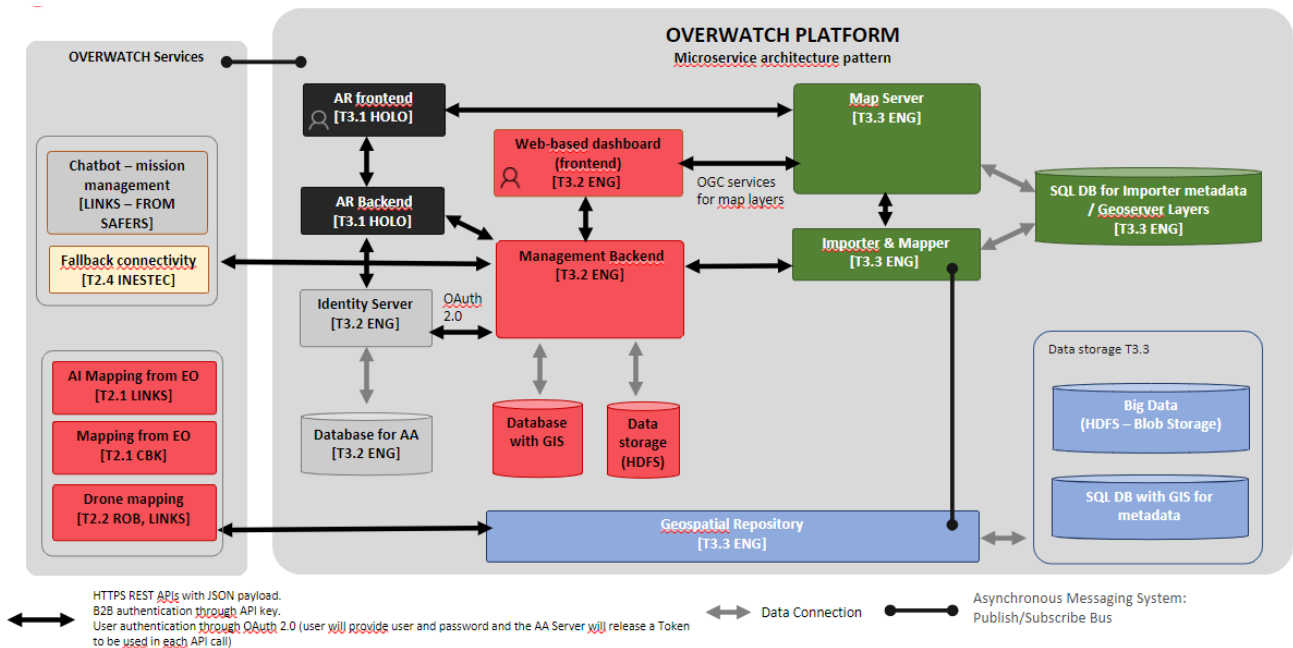 OVERWATCH PLATFORM
Microservice architecture pattern
OVERWATCH Services
Chatbot – mission
management
[LINKS – FROM
SAFERS]
Fallback connectivity
[T2.4 INESTEC]
AI Mapping from EO
[T2.1 LINKS]
Mapping from EO
[T2.1 CBK]
Drone mapping
[T2.2 ROB, LINKS]
AR frontend
[T3.1 HOLO]
AR Backend
[T3.1 HOLO]
Identity Server
[T3.2 ENG]
OAuth
2.0
Database for AA
[T3.2 ENG]
Web-based dashboard
(frontend)
[T3.2 ENG]
Management Backend
[T3.2 ENG]
Database
with GIS
Data
storage
(HDFS)
OGC services
for map layers
Map Server
[T3.3 ENG]
Importer & Mapper
[T3.3 ENG]
SQL DB for Importer metadata
/ Geoserver Layers
[T3.3 ENG]
Data storage T3.3
Big Data
(HDFS – Blob Storage)
SQL DB with GIS for
metadata
Geospatial Repository
[T3.3 ENG]
HTTPS REST APIs with JSON payload.
B2B authentication through API key.
User authentication through OAuth 2.0 (user will provide user and password and the AA Server will release a Token
to be used in each API call)
Data Connection
Asynchronous Messaging System:
Publish/Subscribe Bus